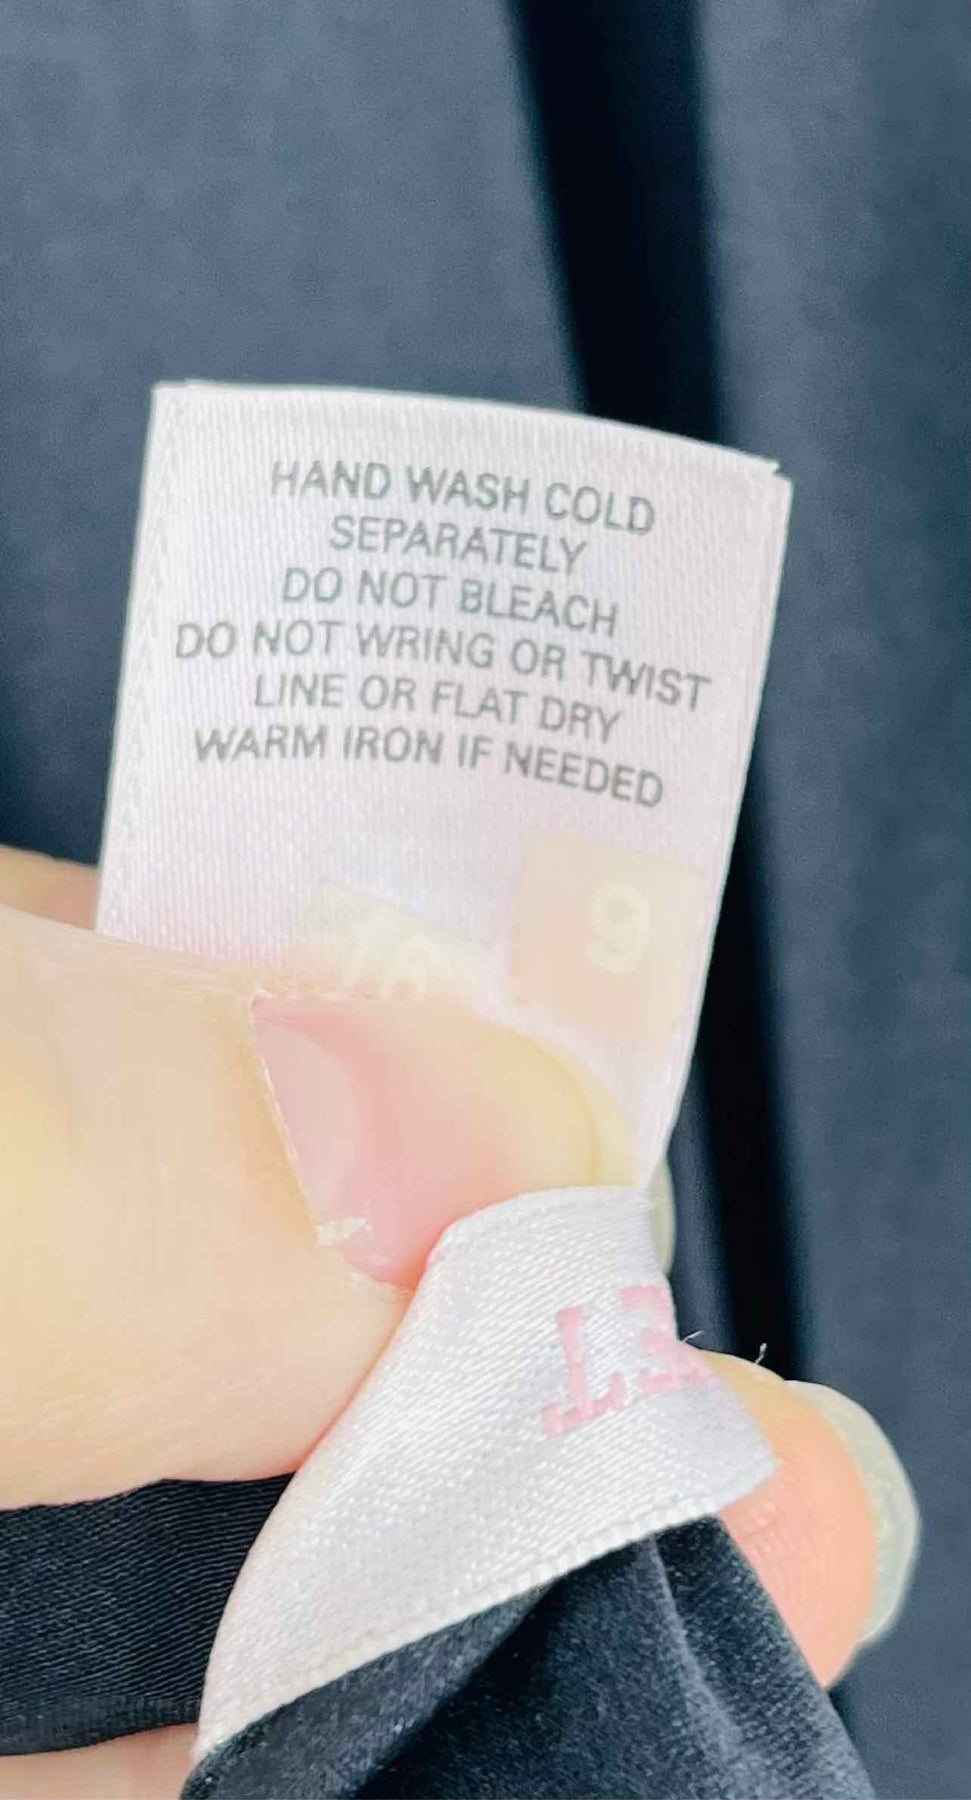 HAND WASH COLD
SEPARATELY
DO NOT BLEACH
DO NOT WRING OR TWIST
LINE OR FLAT DRY
WARM IRON IF NEEDED